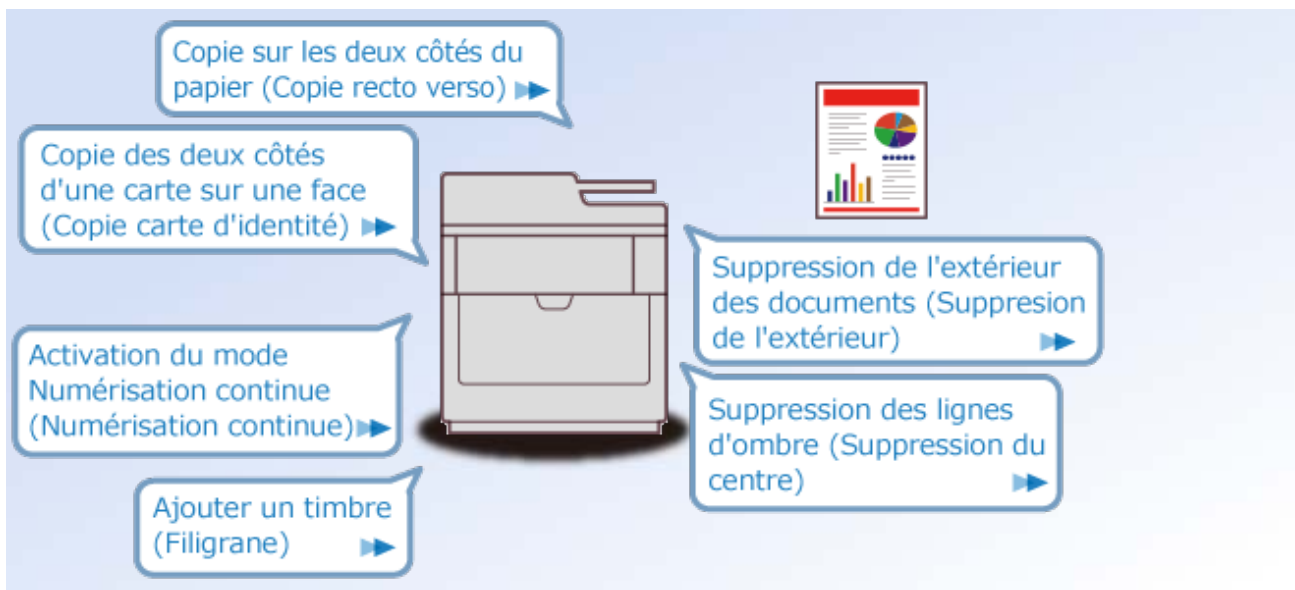 Copie sur les deux côtés du
papier (Copie recto verso)
Copie des deux côtés
d'une carte sur une face
(Copie carte d'identité)
Activation du mode
Numérisation continue
(Numérisation continue)
Ajouter un timbre
(Filigrane)
Suppression de l'extérieur
des documents (Suppresion
de l'extérieur)
Suppression des lignes
d'ombre (Suppression du
centre)